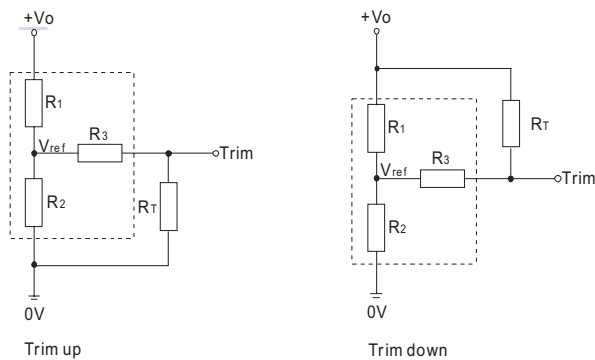 +Vo
R1
Vref
R3
Trim
R2
RT
0V
Trim up
+Vo
R1
RT
Vref
R3
Trim
R2
0V
Trim down